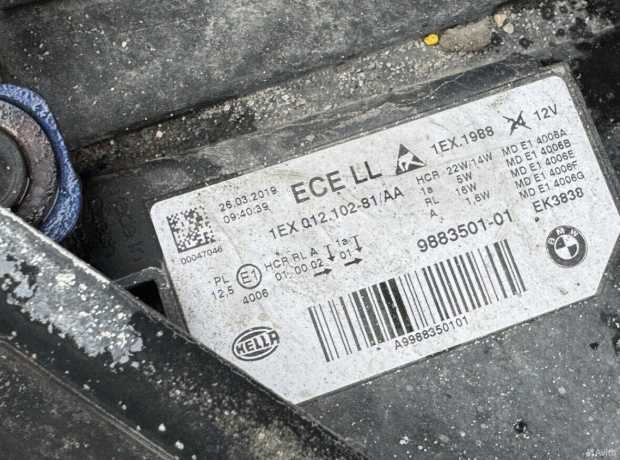 26.03.2019
09:40:39
ECE LL
1EX.1988
12V
1EX 012.102-81/AA
HCR 22W/14W
1a 5W
RL 16W
A 1,6W
MD E1 4006A
MD E1 4006B
MD E1 4006E
MD E1 4006F
MD E1 4006G
00047046
9883501-01
EK3838
PL
12,5
E1
4006
HCR RL A 1a
01 00 02 01
BMW
HELLA
A9988350101
Avito